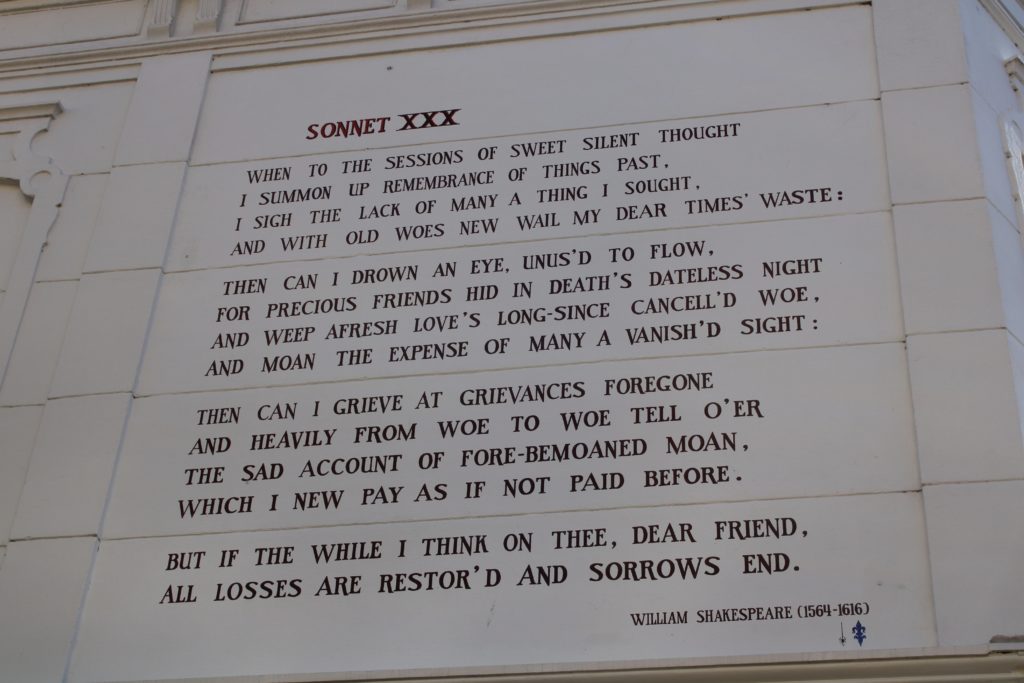 SONNET XXX
WHEN TO THE SESSIONS OF SWEET SILENT THOUGHT
I SUMMON UP REMEMBRANCE OF THINGS PAST,
I SIGH THE LACK OF MANY A THING I SOUGHT,
AND WITH OLD WOES NEW WAIL MY DEAR TIMES' WASTE:
THEN CAN I DROWN AN EYE, UNUS'D TO FLOW,
FOR PRECIOUS FRIENDS HID IN DEATH'S DATELESS NIGHT
AND WEEP AFRESH LOVE'S LONG-SINCE CANCELL'D WOE,
AND MOAN THE EXPENSE OF MANY A VANISH'D SIGHT:
THEN CAN I GRIEVE AT GRIEVANCES FOREGONE
AND HEAVILY FROM WOE TO WOE TELL O'ER
THE SAD ACCOUNT OF FORE-BEMOANED MOAN,
WHICH I NEW PAY AS IF NOT PAID BEFORE.
BUT IF THE WHILE I THINK ON THEE, DEAR FRIEND,
ALL LOSSES ARE RESTOR'D AND SORROWS END.
WILLIAM SHAKESPEARE (1564-1616)